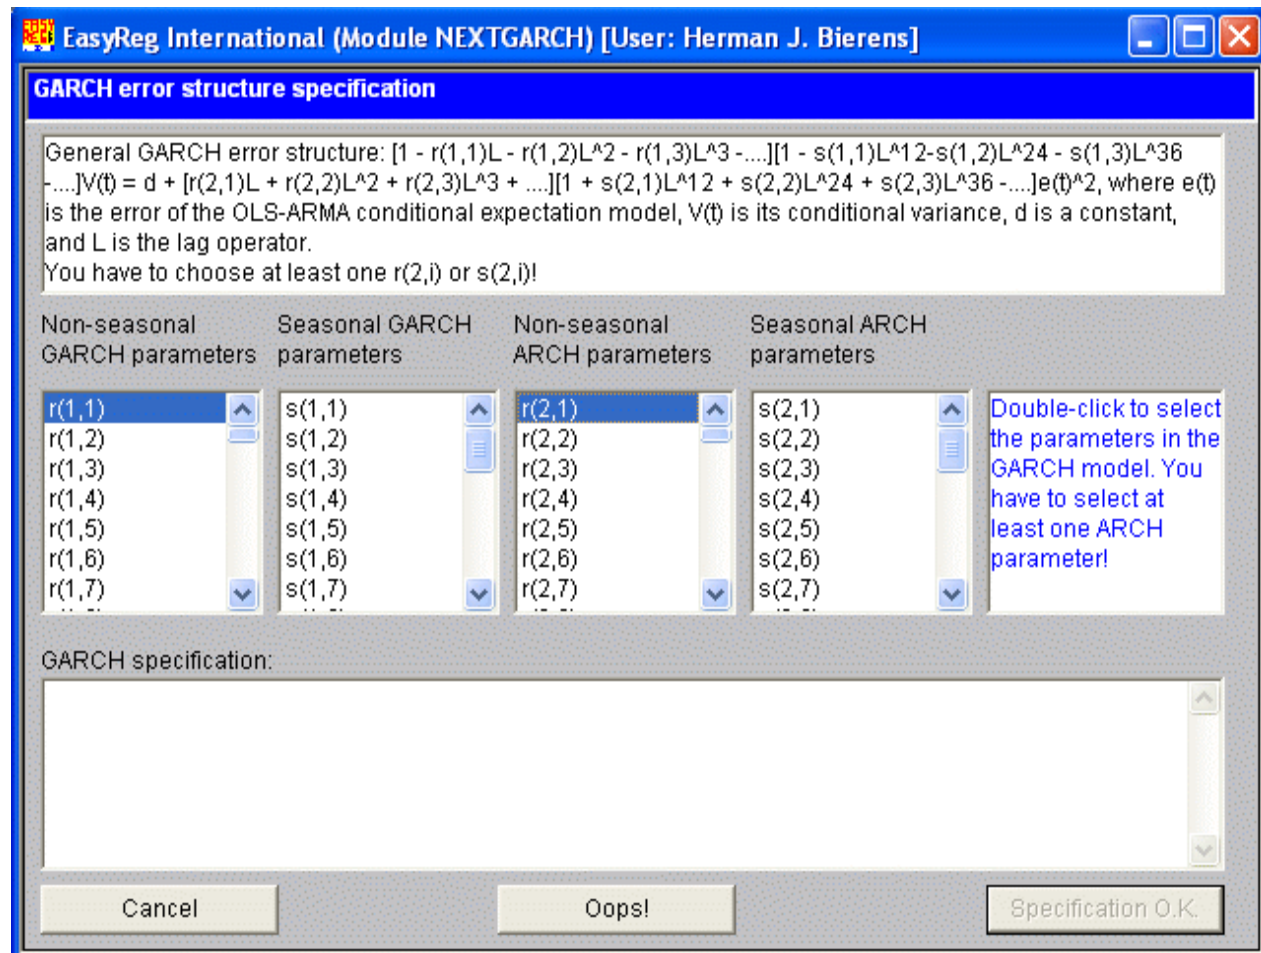 EasyReg International (Module NEXTGARCH) [User: Herman J. Bierens]
GARCH error structure specification
General GARCH error structure: [1 - r(1,1)L - r(1,2)L^2 - r(1,3)L^3 -....][1 - s(1,1)L^12-s(1,2)L^24 - s(1,3)L^36
-....]V(t) = d + [r(2,1)L + r(2,2)L^2 + r(2,3)L^3 + ....][1 + s(2,1)L^12 + s(2,2)L^24 + s(2,3)L^36 -....]e(t)^2, where e(t)
is the error of the OLS-ARMA conditional expectation model, V(t) is its conditional variance, d is a constant,
and L is the lag operator.
You have to choose at least one r(2,i) or s(2,i)!
Non-seasonal
GARCH parameters
Seasonal GARCH
parameters
Non-seasonal
ARCH parameters
Seasonal ARCH
parameters
r(1,1)
r(1,2)
r(1,3)
r(1,4)
r(1,5)
r(1,6)
r(1,7)
s(1,1)
s(1,2)
s(1,3)
s(1,4)
s(1,5)
s(1,6)
s(1,7)
r(2,1)
r(2,2)
r(2,3)
r(2,4)
r(2,5)
r(2,6)
r(2,7)
s(2,1)
s(2,2)
s(2,3)
s(2,4)
s(2,5)
s(2,6)
s(2,7)
Double-click to select
the parameters in the
GARCH model. You
have to select at
least one ARCH
parameter!
GARCH specification:
Cancel
Oops!
Specification O.K.